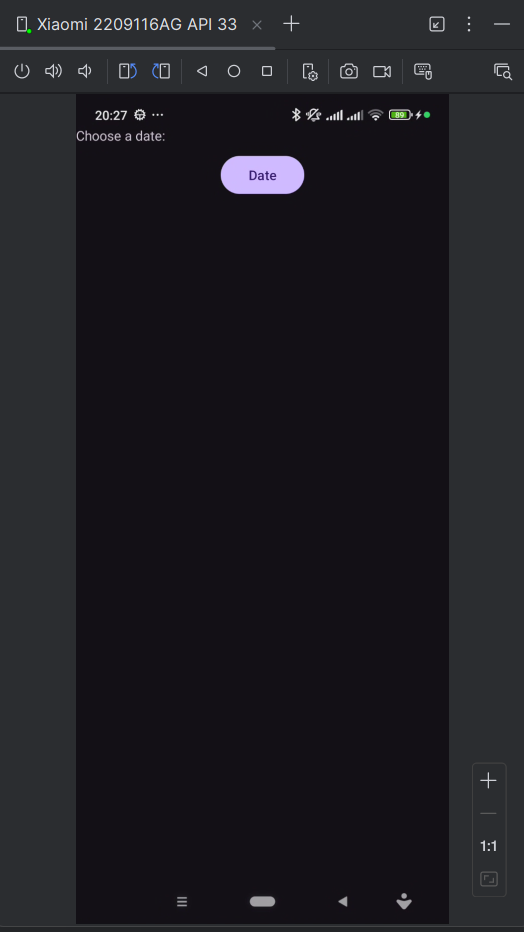 Xiaomi 2209116AG API 33
20:27 89
Choose a date:
Date
1:1